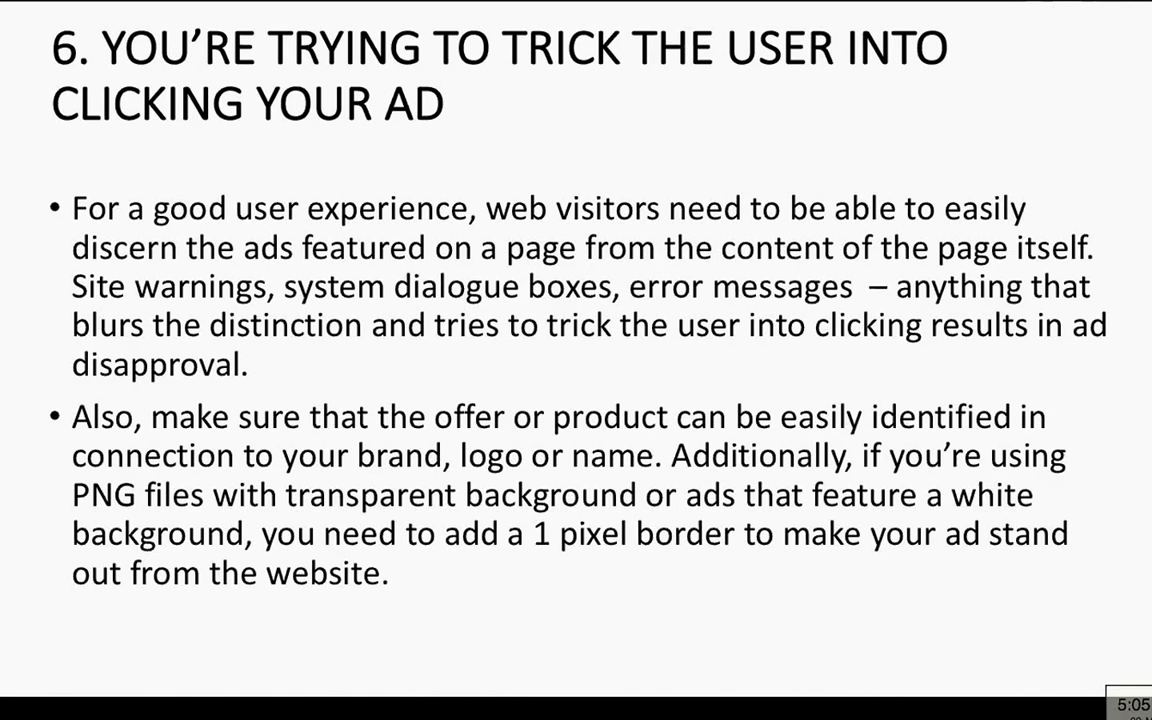 6. YOU’RE TRYING TO TRICK THE USER INTO
CLICKING YOUR AD
• For a good user experience, web visitors need to be able to easily
discern the ads featured on a page from the content of the page itself.
Site warnings, system dialogue boxes, error messages – anything that
blurs the distinction and tries to trick the user into clicking results in ad
disapproval.
• Also, make sure that the offer or product can be easily identified in
connection to your brand, logo or name. Additionally, if you’re using
PNG files with transparent background or ads that feature a white
background, you need to add a 1 pixel border to make your ad stand
out from the website.
5:05